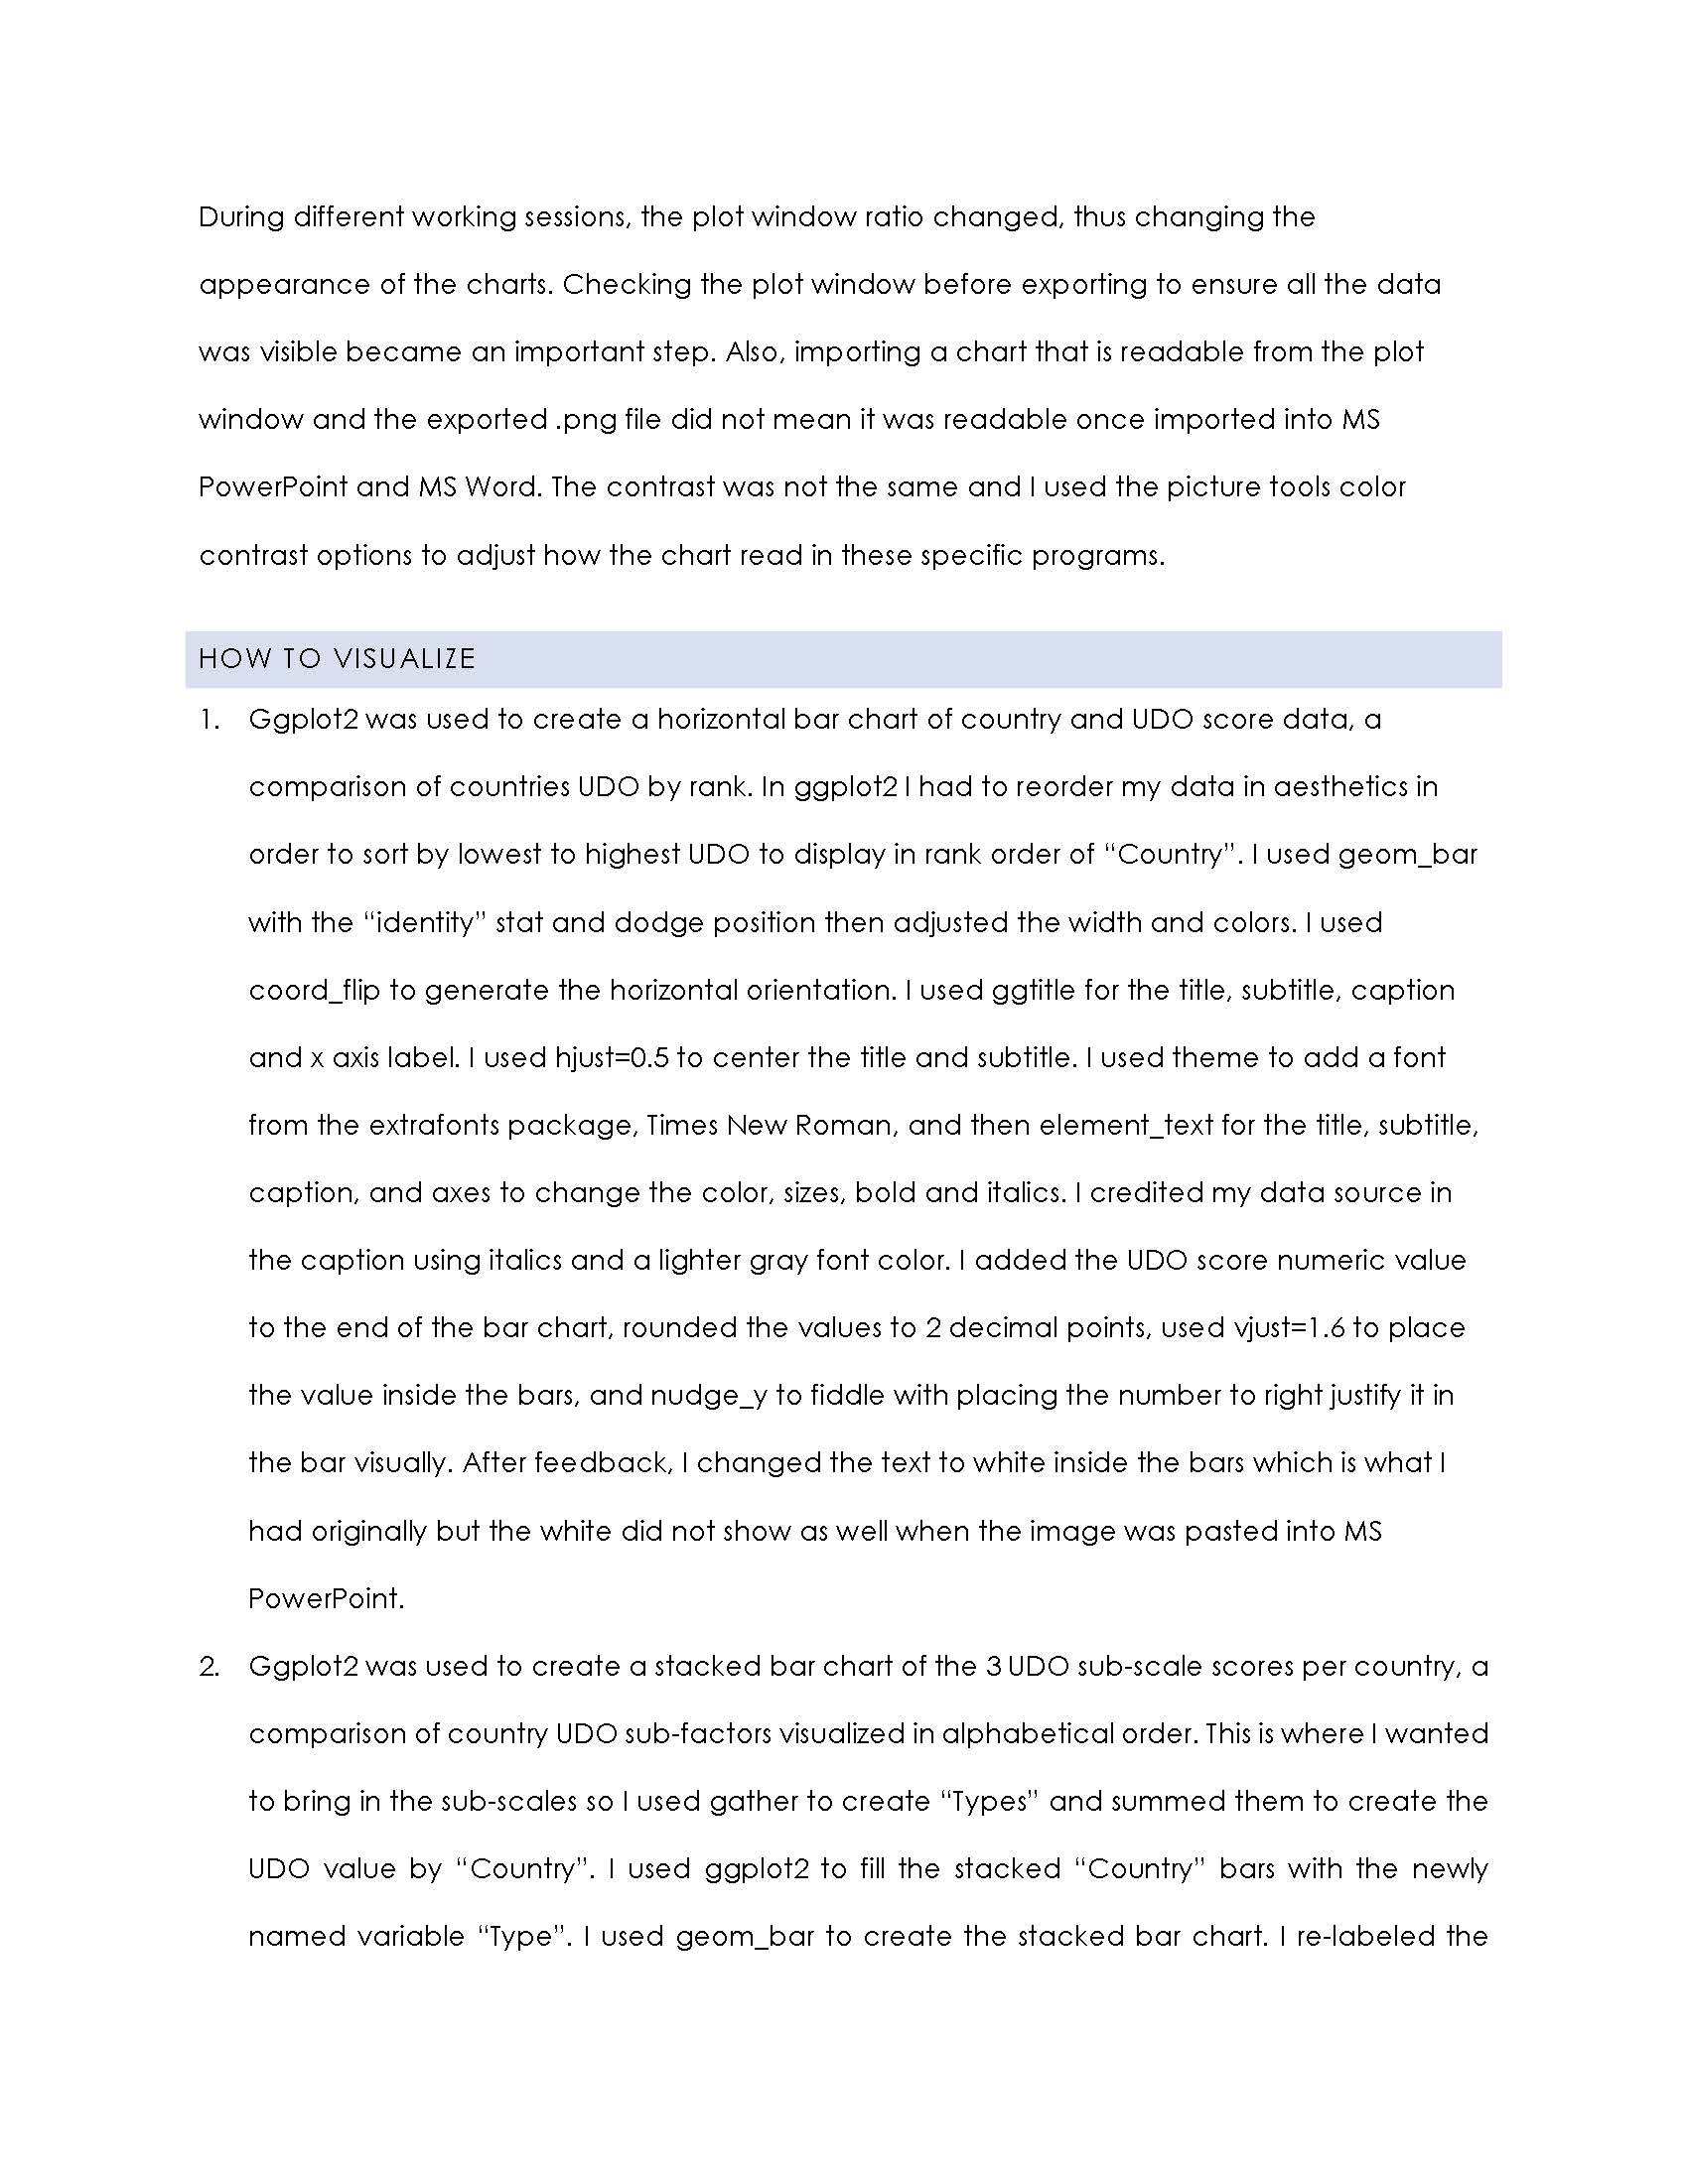 During different working sessions, the plot window ratio changed, thus changing the
appearance of the charts. Checking the plot window before exporting to ensure all the data
was visible became an important step. Also, importing a chart that is readable from the plot
window and the exported .png file did not mean it was readable once imported into MS
PowerPoint and MS Word. The contrast was not the same and I used the picture tools color
contrast options to adjust how the chart read in these specific programs.
HOW TO VISUALIZE
1. Ggplot2 was used to create a horizontal bar chart of country and UDO score data, a
comparison of countries UDO by rank. In ggplot2 I had to reorder my data in aesthetics in
order to sort by lowest to highest UDO to display in rank order of “Country”. I used geom_bar
with the “identity” stat and dodge position then adjusted the width and colors. I used
coord_flip to generate the horizontal orientation. I used ggtitle for the title, subtitle, caption
and x axis label. I used hjust=0.5 to center the title and subtitle. I used theme to add a font
from the extrafonts package, Times New Roman, and then element_text for the title, subtitle,
caption, and axes to change the color, sizes, bold and italics. I credited my data source in
the caption using italics and a lighter gray font color. I added the UDO score numeric value
to the end of the bar chart, rounded the values to 2 decimal points, used vjust=1.6 to place
the value inside the bars, and nudge_y to fiddle with placing the number to right justify it in
the bar visually. After feedback, I changed the text to white inside the bars which is what I
had originally but the white did not show as well when the image was pasted into MS
PowerPoint.
2. Ggplot2 was used to create a stacked bar chart of the 3 UDO sub-scale scores per country, a
comparison of country UDO sub-factors visualized in alphabetical order. This is where I wanted
to bring in the sub-scales so I used gather to create “Types” and summed them to create the
UDO value by “Country”. I used ggplot2 to fill the stacked “Country” bars with the newly
named variable “Type”. I used geom_bar to create the stacked bar chart. I re-labeled the